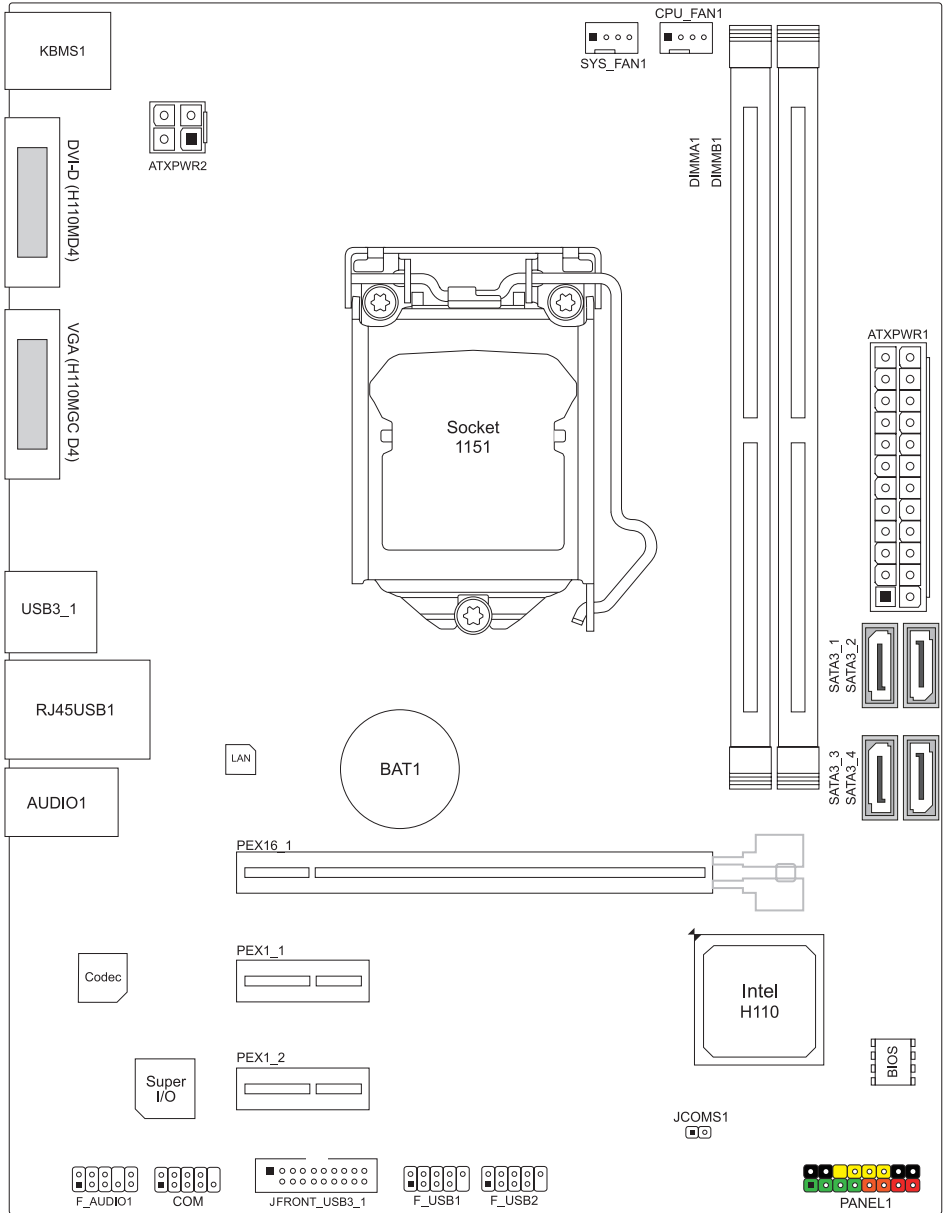 CPU_FAN1
KBMS1
SYS_FAN1
ATXPWR2
DIMMA1
DIMMB1
DVI-D (H110MD4)
VGA (H110MGC D4)
ATXPWR1
Socket
1151
USB3_1
SATA3_1
SATA3_2
RJ45USB1
LAN
BAT1
SATA3_3
SATA3_4
AUDIO1
PEX16_1
PEX1_1
Codec
Intel
H110
PEX1_2
BIOS
Super
I/O
JCOMS1
F_AUDIO1
COM
JFRONT_USB3_1
F_USB1
F_USB2
PANEL1